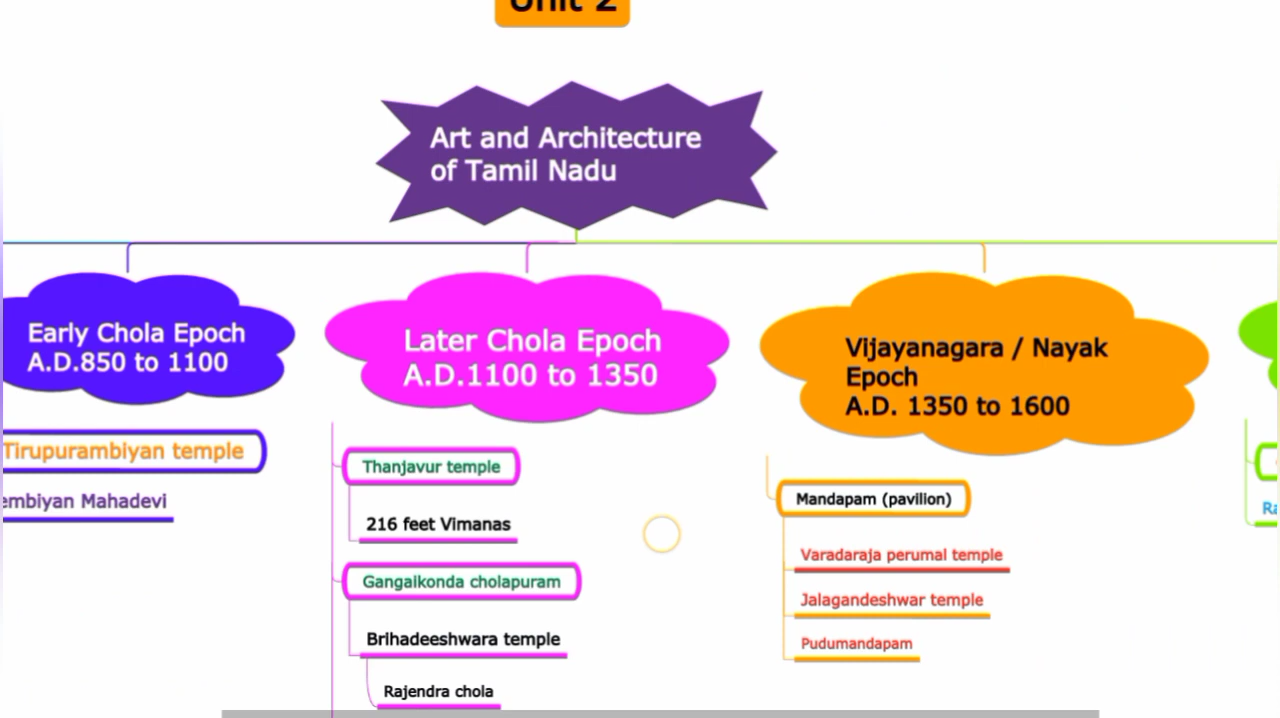 Unit 2
Art and Architecture
of Tamil Nadu
Early Chola Epoch
A.D.850 to 1100
Tirupurambiyan temple
embiyan Mahadevi
Later Chola Epoch
A.D.1100 to 1350
Thanjavur temple
216 feet Vimanas
Gangaikonda cholapuram
Brihadeeshwara temple
Rajendra chola
Vijayanagara / Nayak
Epoch
A.D. 1350 to 1600
Mandapam (pavilion)
Varadaraja perumal temple
Jalagandeshwar temple
Pudumandapam
Ra